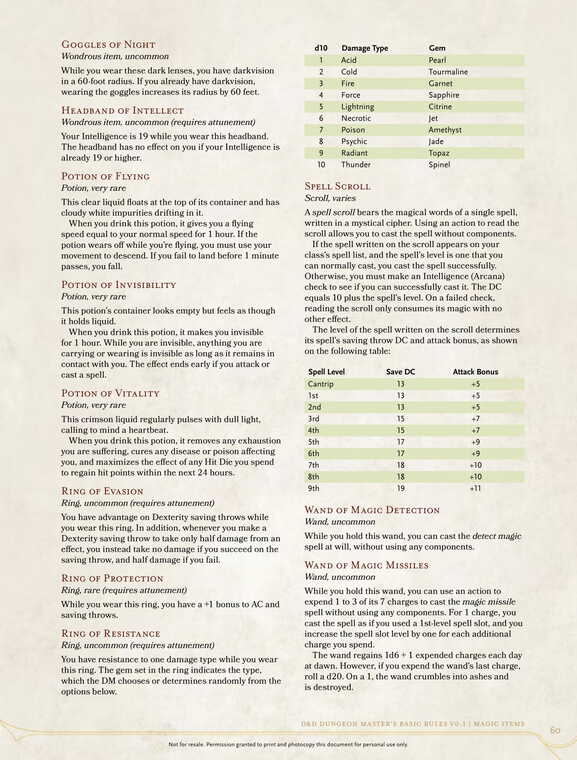 Goggles of Night
Wondrous item, uncommon
While you wear these dark lenses, you have darkvision
in a 60-foot radius. If you already have darkvision,
wearing the goggles increases its radius by 60 feet.
Headband of Intellect
Wondrous item, uncommon (requires attunement)
Your Intelligence is 19 while you wear this headband.
The headband has no effect on you if your Intelligence is
already 19 or higher.
Potion of Flying
Potion, very rare
This clear liquid floats at the top of its container and has
cloudy white impurities drifting in it.
When you drink this potion, it gives you a flying
speed equal to your normal speed for 1 hour. If the
potion wears off while you're flying, you must use your
movement to descend. If you fail to land before 1 minute
passes, you fall.
Potion of Invisibility
Potion, very rare
This potion's container looks empty but feels as though
it holds liquid.
When you drink this potion, it makes you invisible
for 1 hour. While you are invisible, anything you are
carrying or wearing is invisible as long as it remains in
contact with you. The effect ends early if you attack or
cast a spell.
Potion of Vitality
Potion, very rare
This crimson liquid regularly pulses with dull light,
calling to mind a heartbeat.
When you drink this potion, it removes any exhaustion
you are suffering, cures any disease or poison affecting
you, and maximizes the effect of any Hit Die you spend
to regain hit points within the next 24 hours.
Ring of Evasion
Ring, uncommon (requires attunement)
You have advantage on Dexterity saving throws while
you wear this ring. In addition, whenever you make a
Dexterity saving throw to take only half damage from an
effect, you instead take no damage if you succeed on the
saving throw, and half damage if you fail.
Ring of Protection
Ring, rare (requires attunement)
While you wear this ring, you have a +1 bonus to AC and
saving throws.
Ring of Resistance
Ring, uncommon (requires attunement)
You have resistance to one damage type while you wear
this ring. The gem set in the ring indicates the type,
which the DM chooses or determines randomly from the
options below.
d10 Damage Type Gem
1 Acid Pearl
2 Cold Tourmaline
3 Fire Garnet
4 Force Sapphire
5 Lightning Citrine
6 Necrotic Jet
7 Poison Amethyst
8 Psychic Jade
9 Radiant Topaz
10 Thunder Spinel
Spell Scroll
Scroll, varies
A spell scroll bears the magical words of a single spell,
written in a mystical cipher. Using an action to read the
scroll allows you to cast the spell without components.
If the spell written on the scroll appears on your
class's spell list, and the spell's level is one that you
can normally cast, you cast the spell successfully.
Otherwise, you must make an Intelligence (Arcana)
check to see if you can successfully cast it. The DC
equals 10 plus the spell's level. On a failed check,
reading the scroll only consumes its magic with no
other effect.
The level of the spell written on the scroll determines
its spell's saving throw DC and attack bonus, as shown
on the following table:
Spell Level Save DC Attack Bonus
Cantrip 13 +5
1st 13 +5
2nd 13 +5
3rd 15 +7
4th 15 +7
5th 17 +9
6th 17 +9
7th 18 +10
8th 18 +10
9th 19 +11
Wand of Magic Detection
Wand, uncommon
While you hold this wand, you can cast the detect magic
spell at will, without using any components.
Wand of Magic Missiles
Wand, uncommon
While you hold this wand, you can use an action to
expend 1 to 3 of its 7 charges to cast the magic missile
spell without using any components. For 1 charge, you
cast the spell as if you used a 1st-level spell slot, and you
increase the spell slot level by one for each additional
charge you spend.
The wand regains 1d6 + 1 expended charges each day
at dawn. However, if you expend the wand's last charge,
roll a d20. On a 1, the wand crumbles into ashes and
is destroyed.
D&D Dungeon Master's Basic Rules v0.1 | Magic Items
60
Not for resale. Permission granted to print and photocopy this document for personal use only.